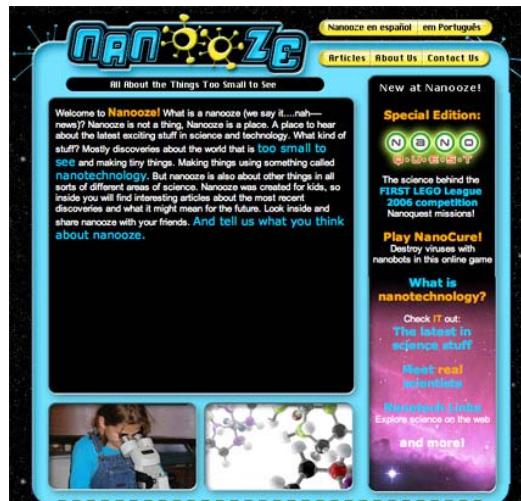 NANOOZE
Nanooze en español
em Português
Articles
About Us
Contact Us
All About the Things Too Small to See
Welcome to Nanooze! What is a nanooze (we say it....nah—
news)? Nanooze is not a thing, Nanooze is a place. A place to hear
about the latest exciting stuff in science and technology. What kind of
stuff? Mostly discoveries about the world that is too small to
see and making tiny things. Making things using something called
nanotechnology. But nanooze is also about other things in all
sorts of different areas of science. Nanooze was created for kids, so
inside you will find interesting articles about the most recent
discoveries and what it might mean for the future. Look inside and
share nanooze with your friends. And tell us what you think
about nanooze.
New at Nanooze!
Special Edition:
NANO
QUEST
The science behind the
FIRST LEGO League
2006 competition
Nanoquest missions!
Play NanoCure!
Destroy viruses with
nanobots in this online game
What is
nanotechnology?
Check IT out:
The latest in
science stuff
Meet real
scientists
Nanotech Links
Explore science on the web
and more!